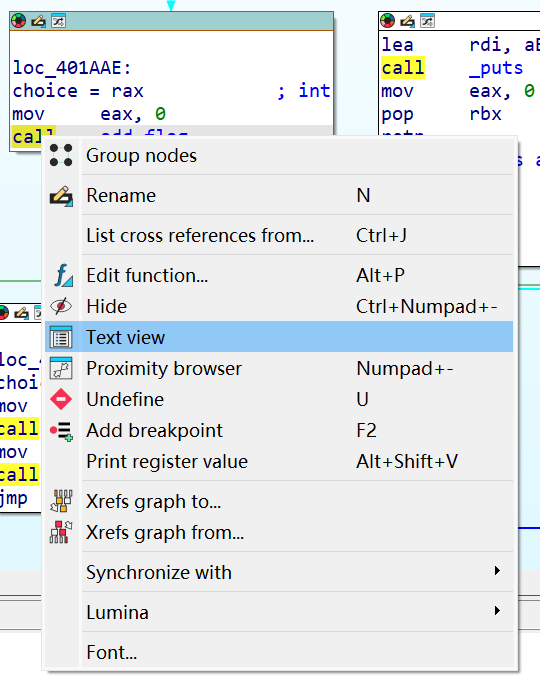 loc_401AAE:
choice = rax ; int
mov eax, 0
call add_flag
lea rdi,
call _puts
mov eax, 0
pop rbx
retn
Group nodes
Rename N
List cross references from... Ctrl+J
Edit function... Alt+P
Hide Ctrl+Numpad+-
Text view
Proximity browser Numpad+-
Undefine U
Add breakpoint F2
Print register value Alt+Shift+V
Xrefs graph to...
Xrefs graph from...
Synchronize with
Lumina
Font...
mov
call
mov
call
jmp